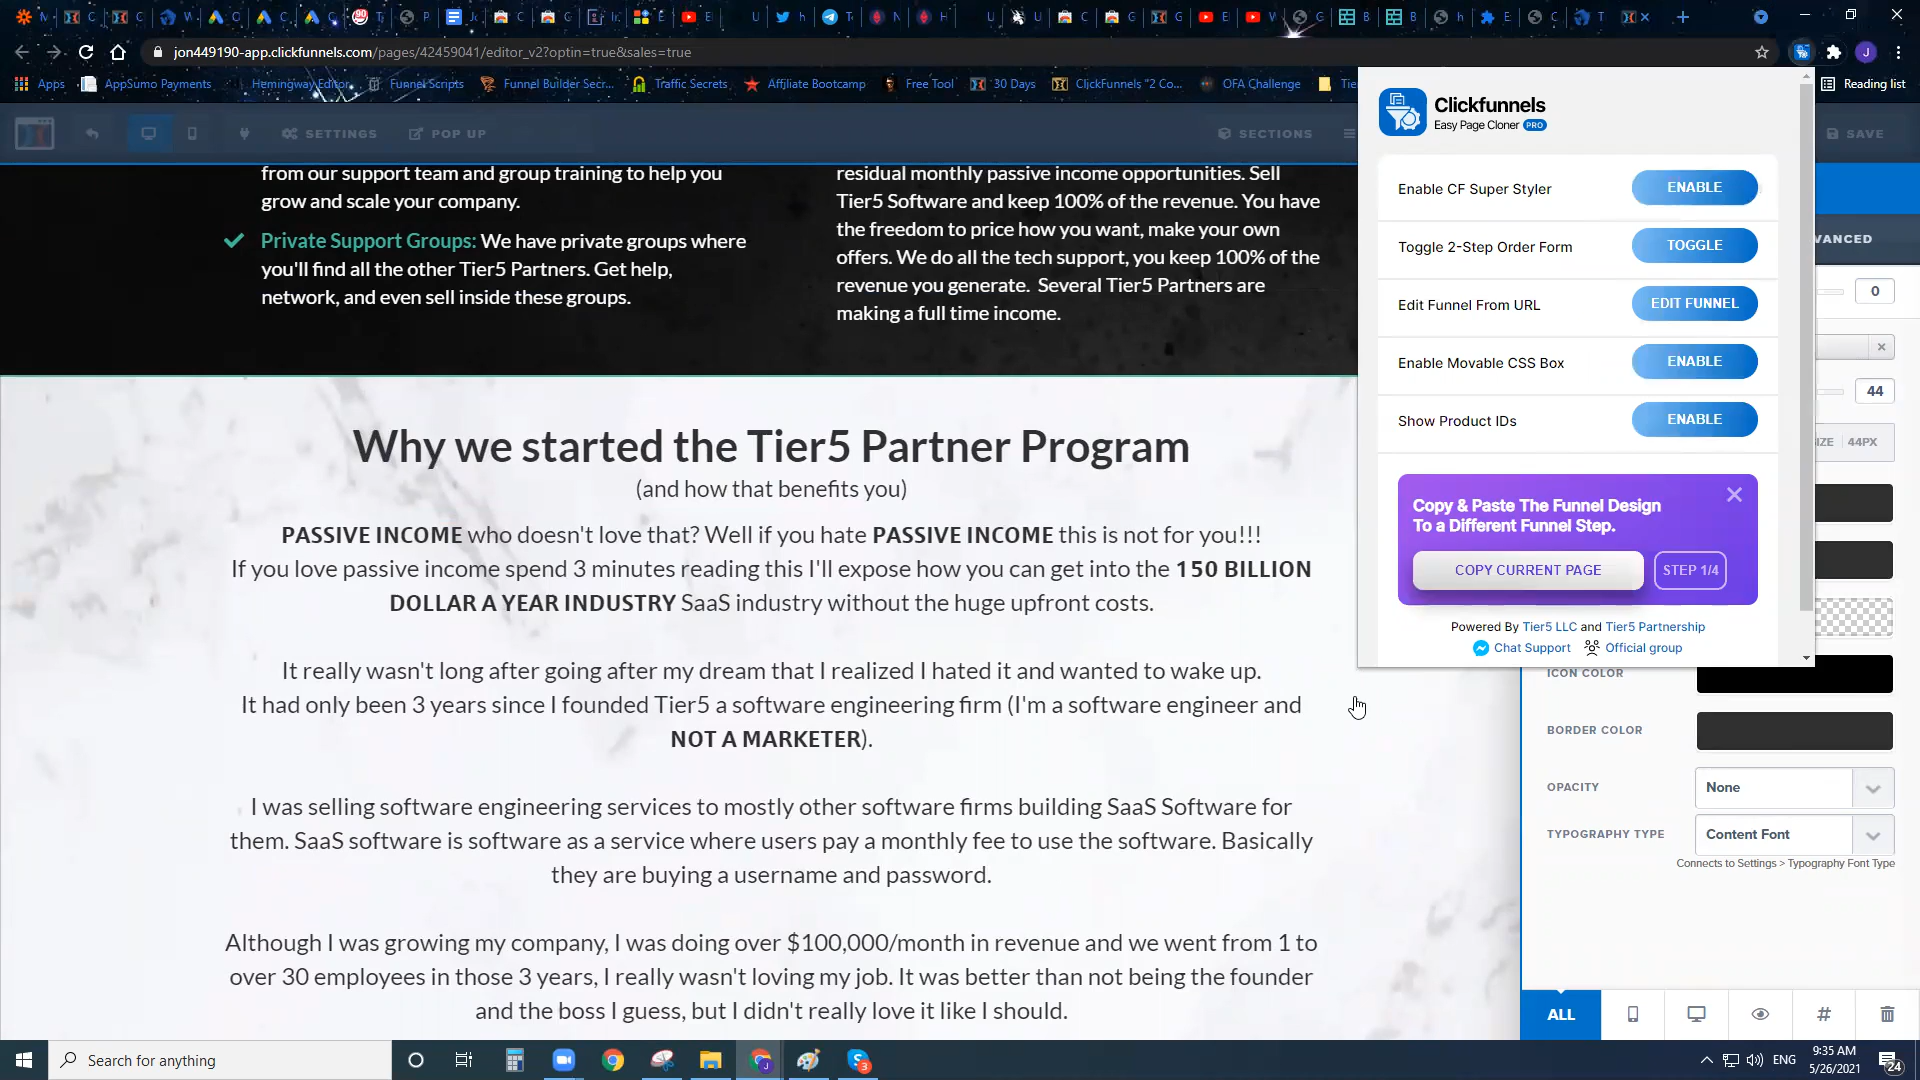 jon449190-app.clickfunnels.com/pages/42459041/editor_v2?optin=true&sales=true
Apps
AppSumo Payments
Hemingway Editor
Funnel Scripts
Funnel Builder Secr...
Traffic Secrets
Affiliate Bootcamp
Free Tool
30 Days
ClickFunnels "2 Co...
OFA Challenge
Tier
Reading list
SETTINGS
POP UP
SECTIONS
SAVE
Clickfunnels
Easy Page Cloner PRO
Enable CF Super Styler
ENABLE
Toggle 2-Step Order Form
TOGGLE
Edit Funnel From URL
EDIT FUNNEL
Enable Movable CSS Box
ENABLE
Show Product IDs
ENABLE
Copy & Paste The Funnel Design
To a Different Funnel Step.
COPY CURRENT PAGE
STEP 1/4
Powered By Tier5 LLC and Tier5 Partnership
Chat Support
Official group
from our support team and group training to help you
grow and scale your company.
Private Support Groups: We have private groups where
you'll find all the other Tier5 Partners. Get help,
network, and even sell inside these groups.
residual monthly passive income opportunities. Sell
Tier5 Software and keep 100% of the revenue. You have
the freedom to price how you want, make your own
offers. We do all the tech support, you keep 100% of the
revenue you generate. Several Tier5 Partners are
making a full time income.
Why we started the Tier5 Partner Program
(and how that benefits you)
PASSIVE INCOME who doesn't love that? Well if you hate PASSIVE INCOME this is not for you!!!
If you love passive income spend 3 minutes reading this I'll expose how you can get into the 150 BILLION
DOLLAR A YEAR INDUSTRY SaaS industry without the huge upfront costs.
It really wasn't long after going after my dream that I realized I hated it and wanted to wake up.
It had only been 3 years since I founded Tier5 a software engineering firm (I'm a software engineer and
NOT A MARKETER).
I was selling software engineering services to mostly other software firms building SaaS Software for
them. SaaS software is software as a service where users pay a monthly fee to use the software. Basically
they are buying a username and password.
Although I was growing my company, I was doing over $100,000/month in revenue and we went from 1 to
over 30 employees in those 3 years, I really wasn't loving my job. It was better than not being the founder
and the boss I guess, but I didn't really love it like I should.
VANCED
0
44
IZE
44PX
ICON COLOR
BORDER COLOR
OPACITY
None
TYPOGRAPHY TYPE
Content Font
Connects to Settings > Typography Font Type
ALL
Search for anything
ENG
9:35 AM
5/26/2021
24